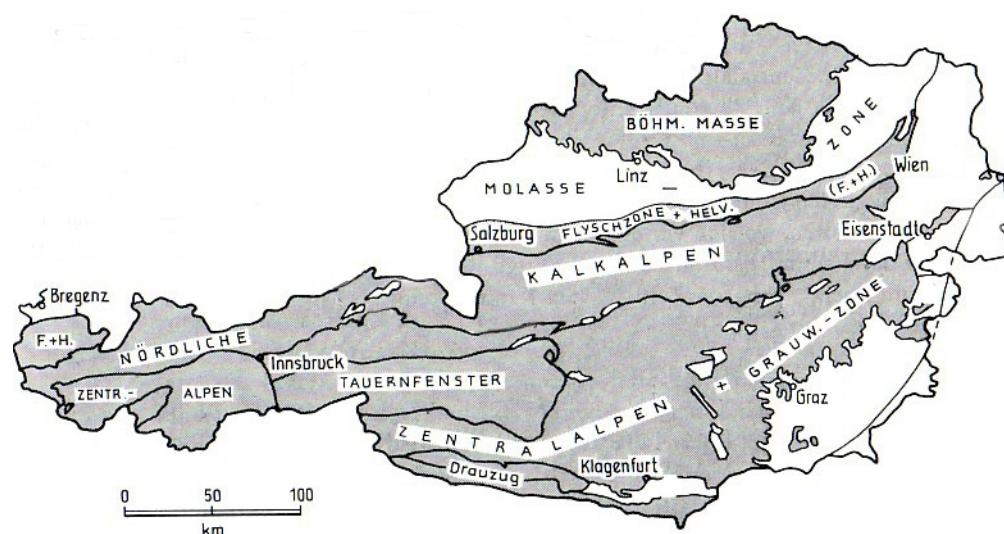 BÖHM. MASSE
ZONE
Linz
Wien
MOLASSE
(F.+H.)
FLYSCHZONE + HELV.
Salzburg
Eisenstadt
KALKALPEN
Bregenz
F.+H.
NÖRDLICHE
Innsbruck
GRAUW.-ZONE
+
TAUERNFENSTER
ZENTR.-
ALPEN
Graz
ZENTRALALPEN
Drauzug
Klagenfurt
0 50 100
km